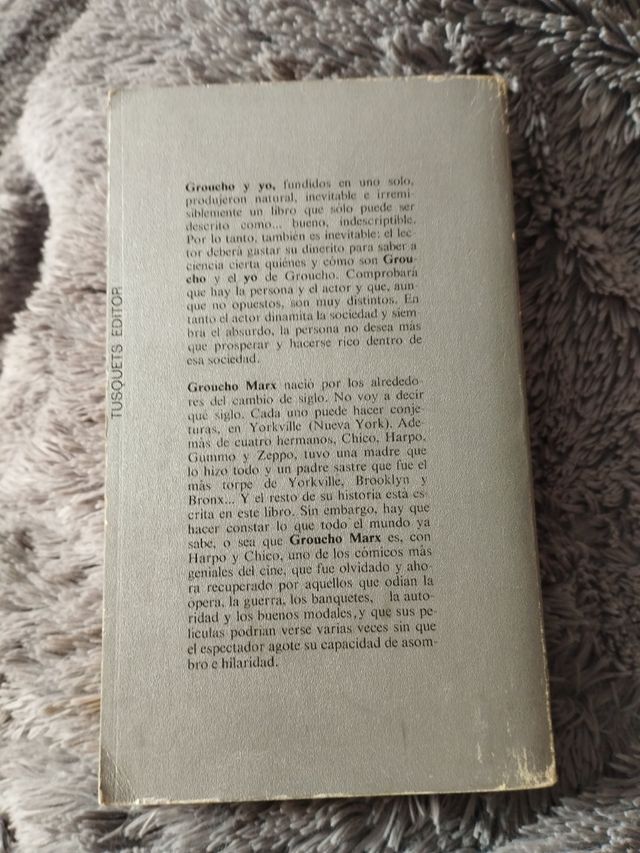 Groucho y yo, fundidos en uno solo,
produjeron natural, inevitable e irremi-
siblemente un libro que sólo puede ser
descrito como... bueno, indescriptible.
Por lo tanto, también es inevitable: el lec-
tor deberá gastar su dinerito para saber a
ciencia cierta quiénes y cómo son Grou-
cho y el yo de Groucho. Comprobará
que hay la persona y el actor y que, aun-
que no opuestos, son muy distintos. En
tanto el actor dinamita la sociedad y siem-
bra el absurdo, la persona no desea más
que prosperar y hacerse rico dentro de
esa sociedad.
Groucho Marx nació por los alrededo-
res del cambio de siglo. No voy a decir
qué siglo. Cada uno puede hacer conje-
turas, en Yorkville (Nueva York). Ade-
más de cuatro hermanos, Chico, Harpo,
Gummo y Zeppo, tuvo una madre que
lo hizo todo y un padre sastre que fue el
más torpe de Yorkville, Brooklyn y
Bronx... Y el resto de su historia está es-
crita en este libro. Sin embargo, hay que
hacer constar lo que todo el mundo ya
sabe, o sea que Groucho Marx es, con
Harpo y Chico, uno de los cómicos más
geniales del cine, que fue olvidado y aho-
ra recuperado por aquellos que odian la
ópera, la guerra, los banquetes, la auto-
ridad y los buenos modales, y que sus pe-
lículas podrían verse varias veces sin que
el espectador agote su capacidad de asom-
bro e hilaridad.
TUSQUETS EDITOR